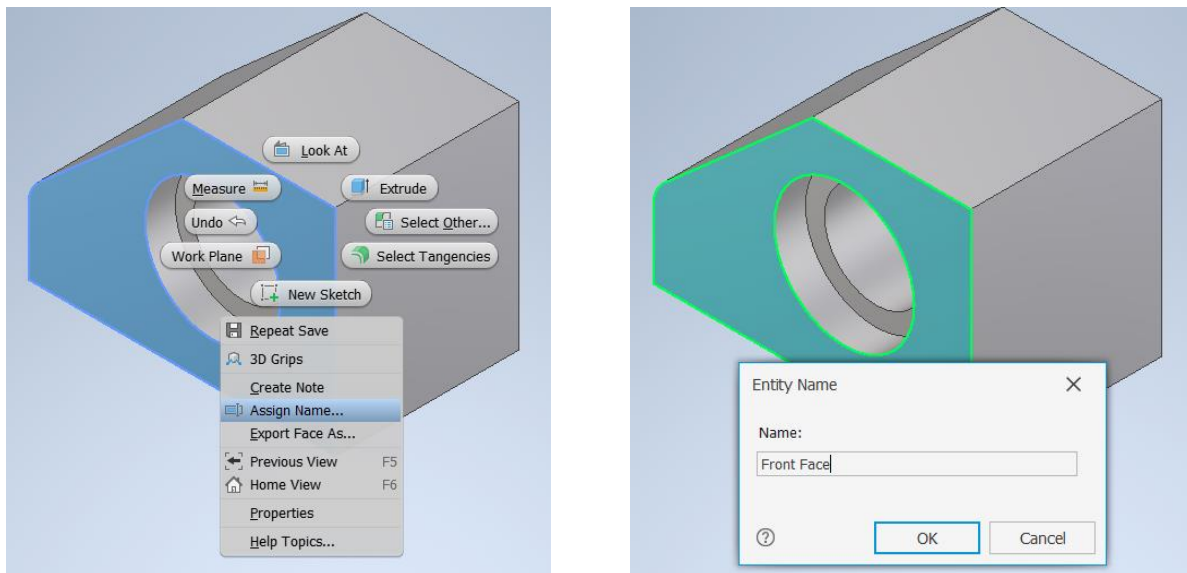 Look At
Measure
Extrude
Undo
Select Other...
Work Plane
Select Tangencies
New Sketch
Repeat Save
3D Grips
Create Note
Assign Name...
Export Face As...
Previous View F5
Home View F6
Properties
Help Topics...
Entity Name
Name:
Front Face
OK Cancel